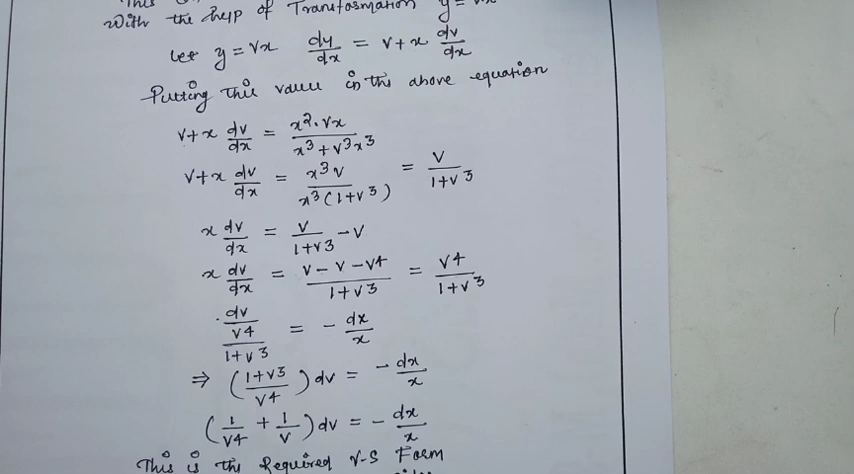 With the help of Transformation y = vx
Let y = vx dy/dx = v + x dv/dx
Putting this value in the above equation
v + x dv/dx = x².vx / x³ + v³x³
v + x dv/dx = x³v / x³(1+v³) = v / 1+v³
x dv/dx = v / 1+v³ - v
x dv/dx = v - v - v4 / 1+v³ = v4 / 1+v³
dv / v4 / 1+v3 = - dx/x
⇒ (1+v3 / v4) dv = - dx/x
(1/v4 + 1/v) dv = - dx/x
This is the Required V-S Form